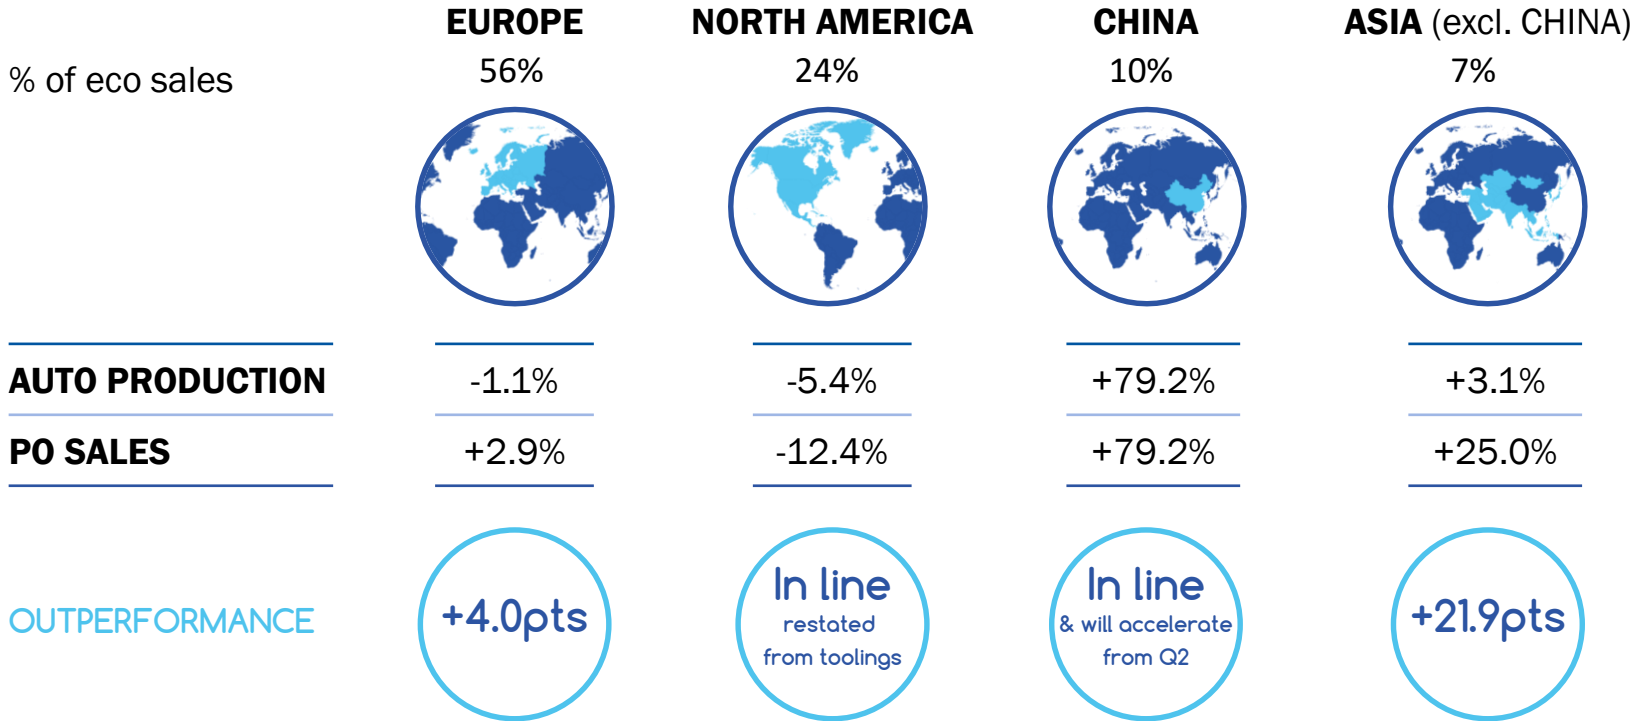 EUROPE NORTH AMERICA CHINA ASIA (excl. CHINA)
% of eco sales 56% 24% 10% 7%
AUTO PRODUCTION -1.1% -5.4% +79.2% +3.1%
PO SALES +2.9% -12.4% +79.2% +25.0%
OUTPERFORMANCE +4.0pts
In line
restated
from toolings
In line
& will accelerate
from Q2
+21.9pts